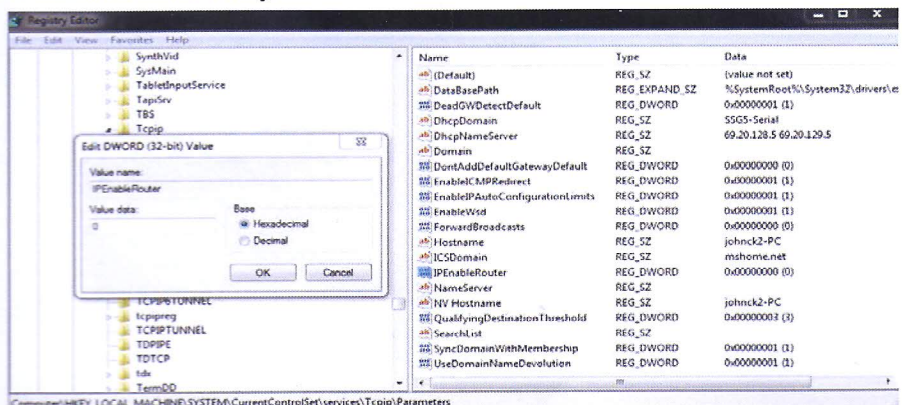 Registry Editor
File Edit View Favorites Help
SynthVid
SysMain
TabletInputService
TapiSrv
TBS
Tcpip
Edit DWORD (32-bit) Value
Value name:
IPEnableRouter
Value data:
0
Base
Hexadecimal
Decimal
OK Cancel
TCPIP6TUNNEL
tcpipreg
TCPIPTUNNEL
TDPIPE
TDTCP
tdx
TermDD
Name Type Data
(Default) REG_SZ (value not set)
DataBasePath REG_EXPAND_SZ %SystemRoot%\System32\drivers\e
DeadGWDetectDefault REG_DWORD 0x00000001 (1)
DhcpDomain REG_SZ SSG5-Serial
DhcpNameServer REG_SZ 69.20.128.5 69.20.129.5
Domain REG_SZ
DontAddDefaultGatewayDefault REG_DWORD 0x00000000 (0)
EnableICMPRedirect REG_DWORD 0x00000001 (1)
EnableIPAutoConfigurationLimits REG_DWORD 0x00000001 (1)
EnableWsd REG_DWORD 0x00000001 (1)
ForwardBroadcasts REG_DWORD 0x00000000 (0)
Hostname REG_SZ johnck2-PC
ICSDomain REG_SZ mshome.net
IPEnableRouter REG_DWORD 0x00000000 (0)
NameServer REG_SZ
NV Hostname REG_SZ johnck2-PC
QualifyingDestinationThreshold REG_DWORD 0x00000003 (3)
SearchList REG_SZ
SyncDomainWithMembership REG_DWORD 0x00000001 (1)
UseDomainNameDevolution REG_DWORD 0x00000001 (1)
Computer\HKEY_LOCAL_MACHINE\SYSTEM\CurrentControlSet\services\Tcpip\Parameters